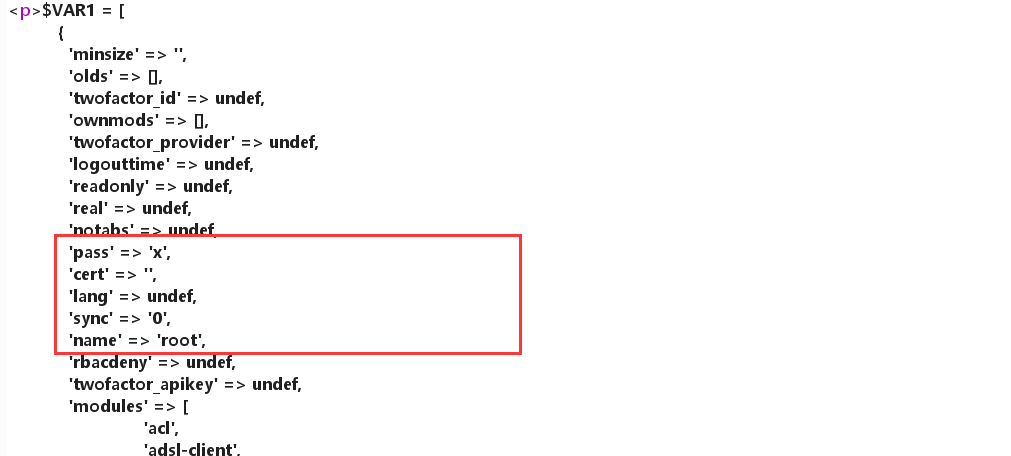 <p>$VAR1 = [
{
'minsize' => '',
'olds' => [],
'twofactor_id' => undef,
'ownmods' => [],
'twofactor_provider' => undef,
'logouttime' => undef,
'readonly' => undef,
'real' => undef,
'notabs' => undef,
'pass' => 'x',
'cert' => '',
'lang' => undef,
'sync' => '0',
'name' => 'root',
'rbacdeny' => undef,
'twofactor_apikey' => undef,
'modules' => [
'acl',
'adsl-client',